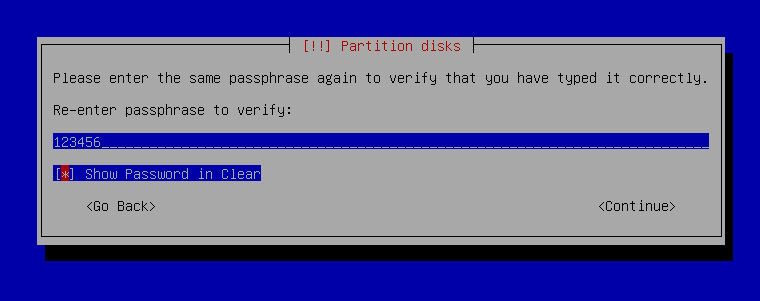 [!!] Partition disks
Please enter the same passphrase again to verify that you have typed it correctly.
Re-enter passphrase to verify:
123456
[*] Show Password in Clear
<Go Back> <Continue>